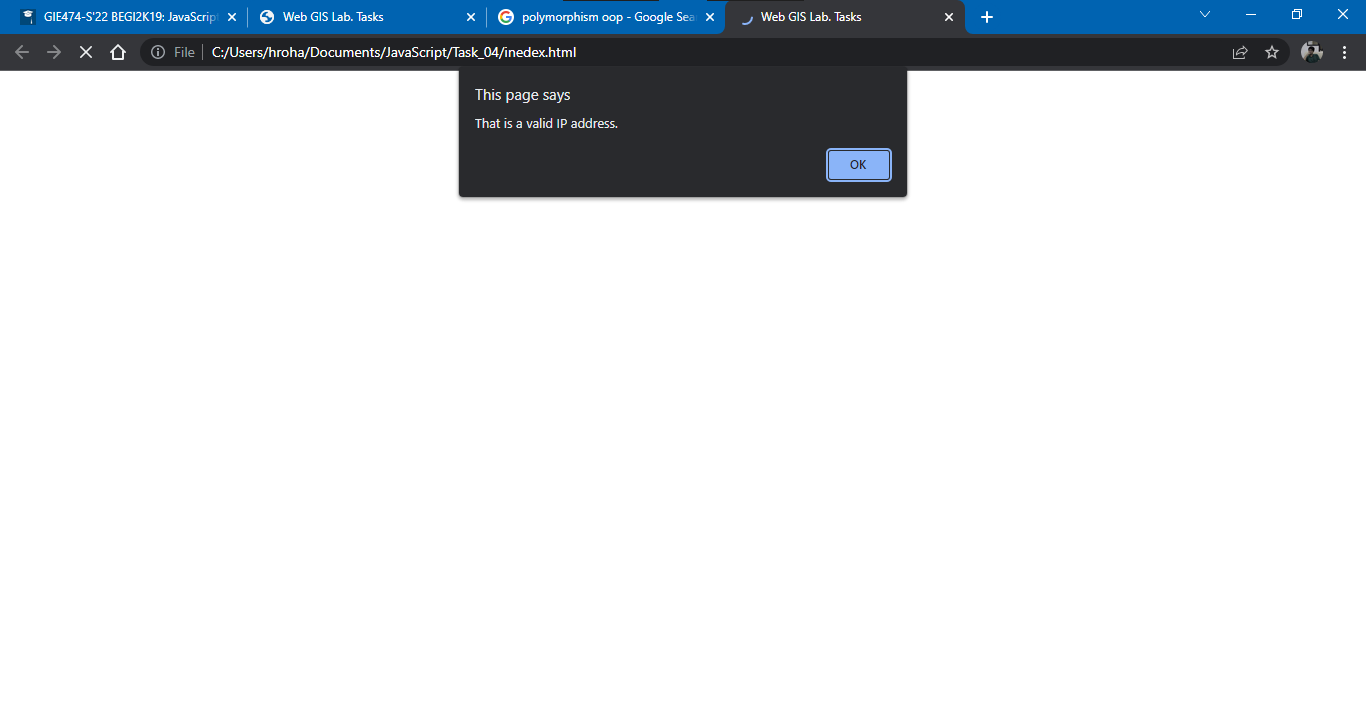 GIE474-S'22 BEGI2K19: JavaScript
Web GIS Lab. Tasks
polymorphism oop - Google Sea
Web GIS Lab. Tasks
File
C:/Users/hroha/Documents/JavaScript/Task_04/inedex.html
This page says
That is a valid IP address.
OK